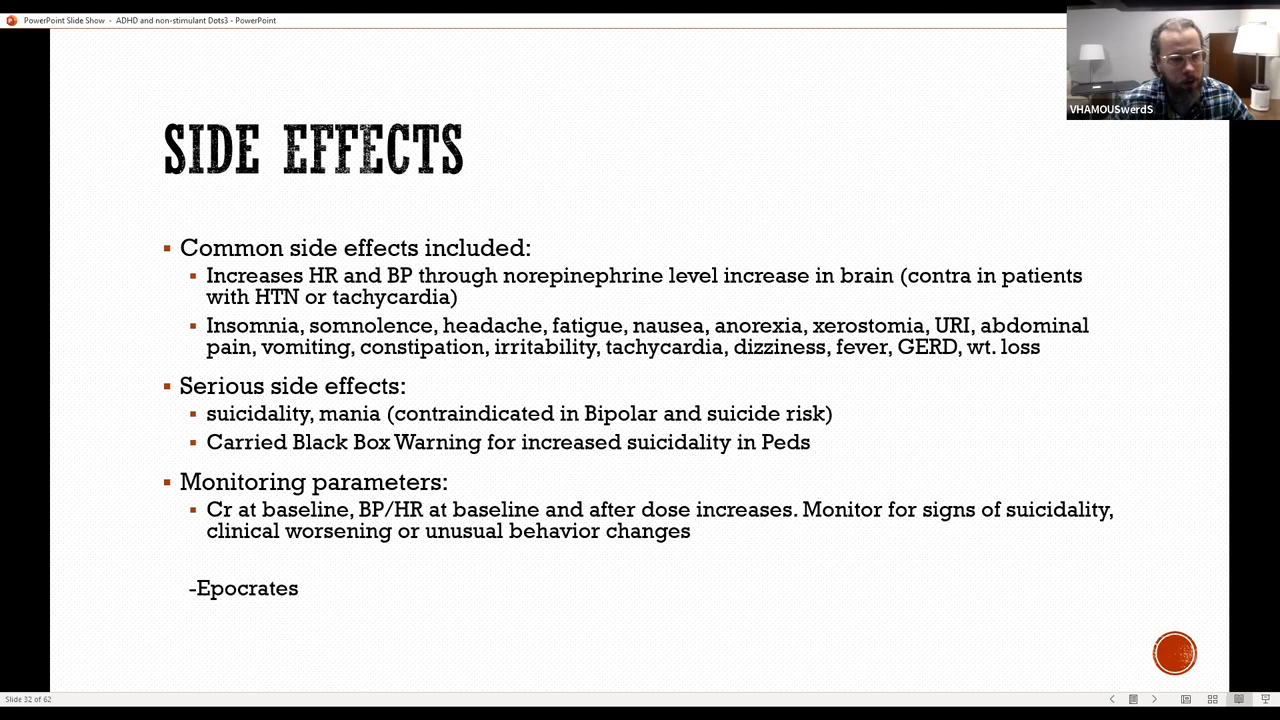 PowerPoint Slide Show - ADHD and non-stimulant Dots3 - PowerPoint
VHAMOUSwerdS
SIDE EFFECTS
Common side effects included:
Increases HR and BP through norepinephrine level increase in brain (contra in patients
with HTN or tachycardia)
Insomnia, somnolence, headache, fatigue, nausea, anorexia, xerostomia, URI, abdominal
pain, vomiting, constipation, irritability, tachycardia, dizziness, fever, GERD, wt. loss
Serious side effects:
suicidality, mania (contraindicated in Bipolar and suicide risk)
Carried Black Box Warning for increased suicidality in Peds
Monitoring parameters:
Cr at baseline, BP/HR at baseline and after dose increases. Monitor for signs of suicidality,
clinical worsening or unusual behavior changes
-Epocrates
Slide 32 of 62